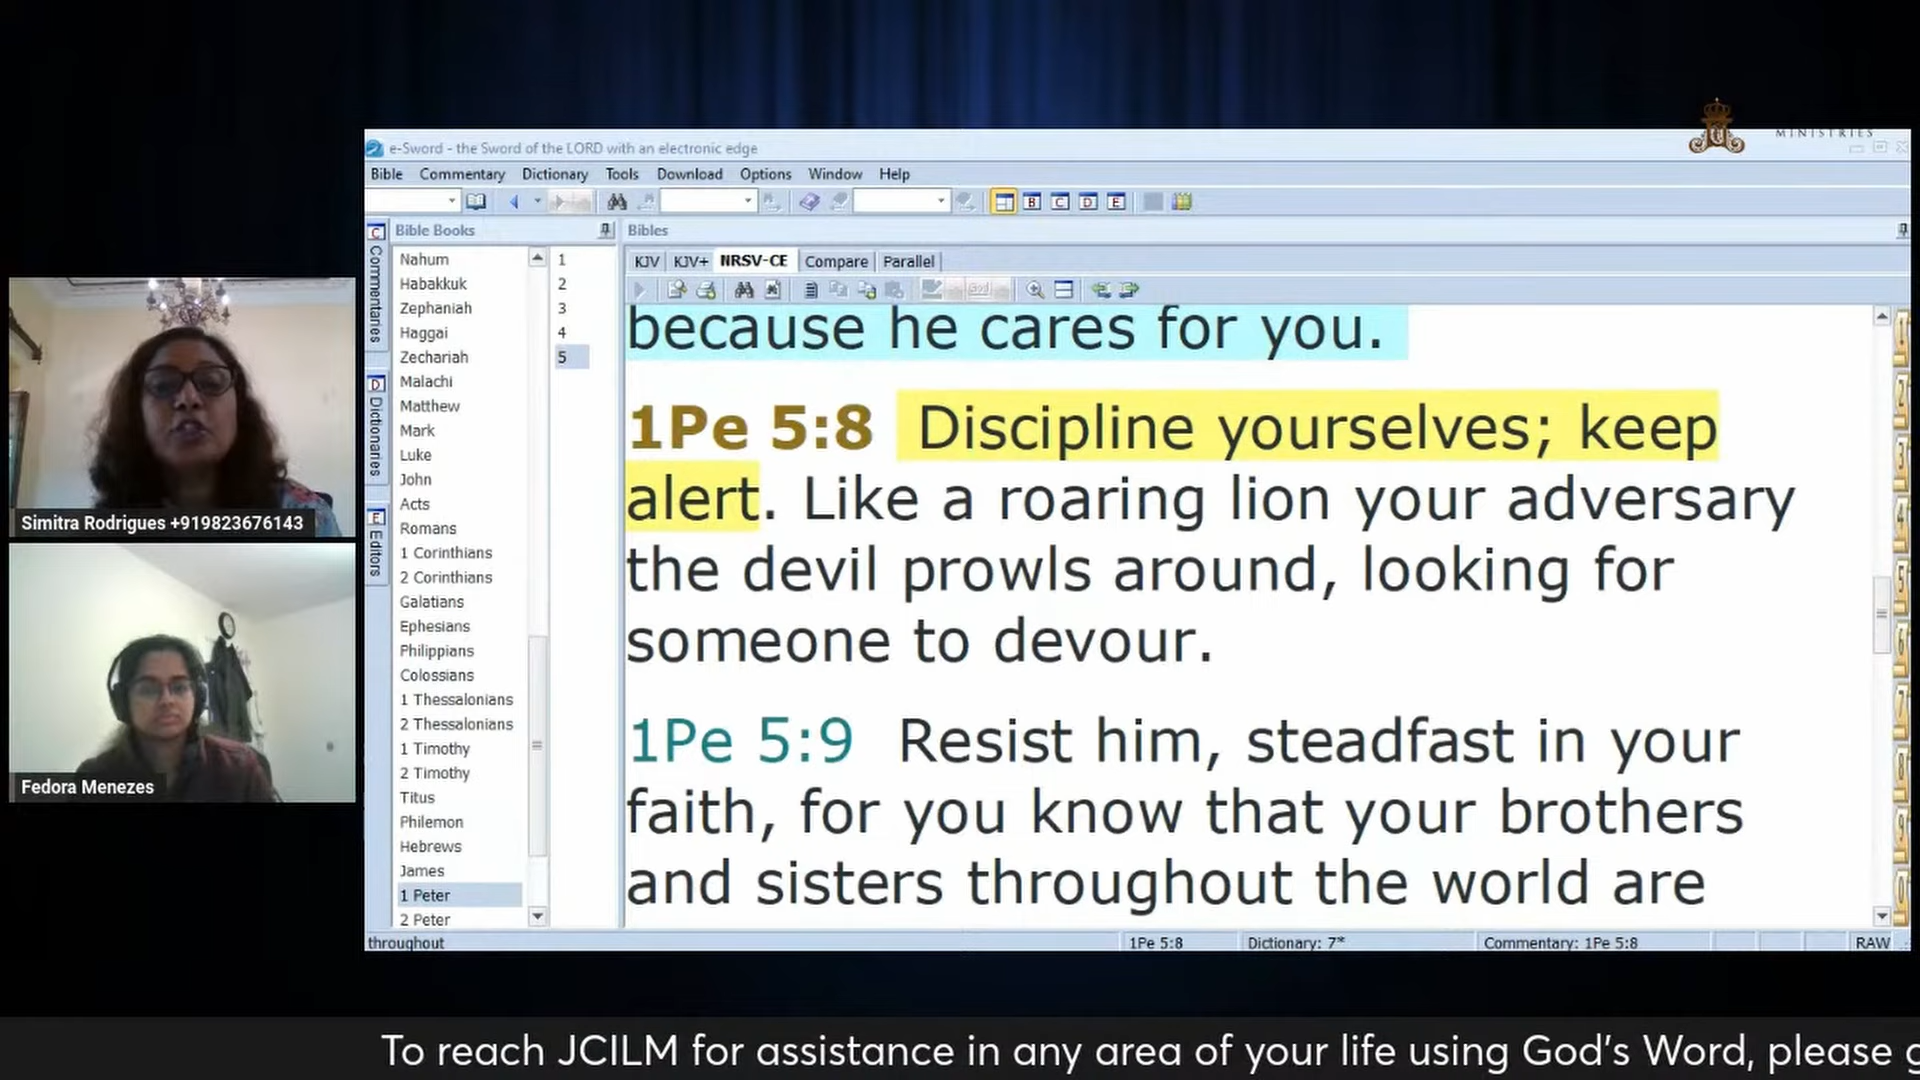 MINISTRIES
e-Sword - the Sword of the LORD with an electronic edge
Bible Commentary Dictionary Tools Download Options Window Help
B C D E
Bible Books
Bibles
KJV KJV+ NRSV-CE Compare Parallel
C Commentaries
D Dictionaries
E Editors
Nahum
Habakkuk
Zephaniah
Haggai
Zechariah
Malachi
Matthew
Mark
Luke
John
Acts
Romans
1 Corinthians
2 Corinthians
Galatians
Ephesians
Philippians
Colossians
1 Thessalonians
2 Thessalonians
1 Timothy
2 Timothy
Titus
Philemon
Hebrews
James
1 Peter
2 Peter
1
2
3
4
5
because he cares for you.
1Pe 5:8 Discipline yourselves; keep
alert. Like a roaring lion your adversary
the devil prowls around, looking for
someone to devour.
1Pe 5:9 Resist him, steadfast in your
faith, for you know that your brothers
and sisters throughout the world are
throughout
1Pe 5:8
Dictionary: 7*
Commentary: 1Pe 5:8
RAW
Simitra Rodrigues +919823676143
Fedora Menezes
To reach JCILM for assistance in any area of your life using God's Word, please g